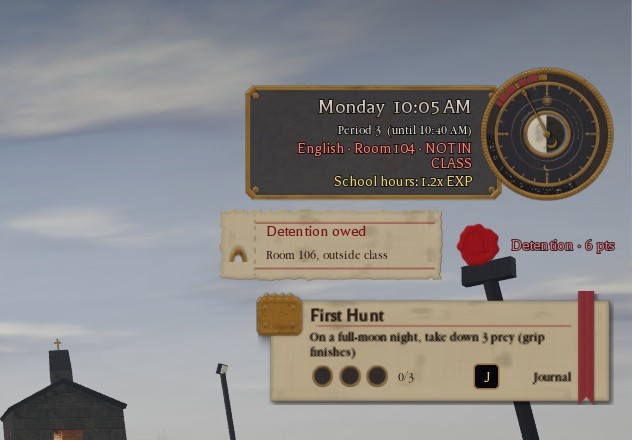 Monday 10:05 AM
Period 3 (until 10:40 AM)
English · Room 104 · NOT IN
CLASS
School hours: 1.2x EXP
Detention owed
Room 106, outside class
Detention · 6 pts
First Hunt
On a full-moon night, take down 3 prey (grip
finishes)
0/3 J Journal